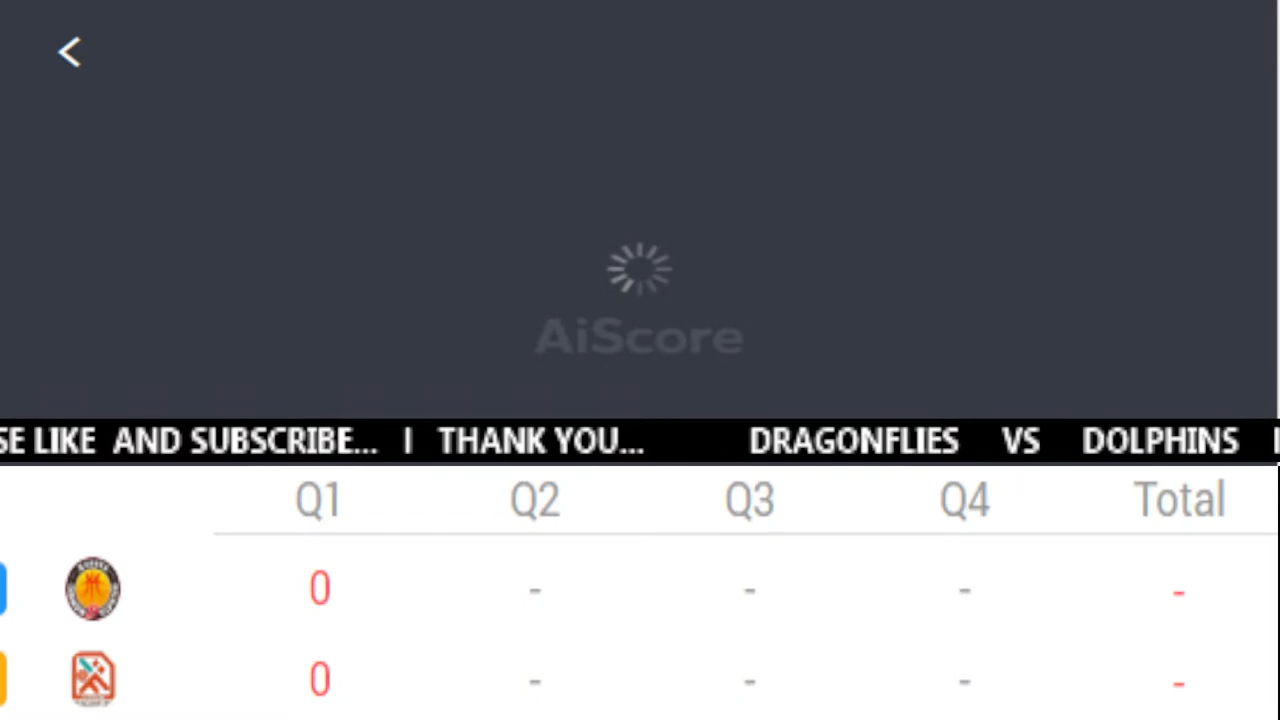 AiScore
SE LIKE AND SUBSCRIBE... | THANK YOU... DRAGONFLIES VS DOLPHINS
Q1 Q2 Q3 Q4 Total
0 - - - -
0 - - - -